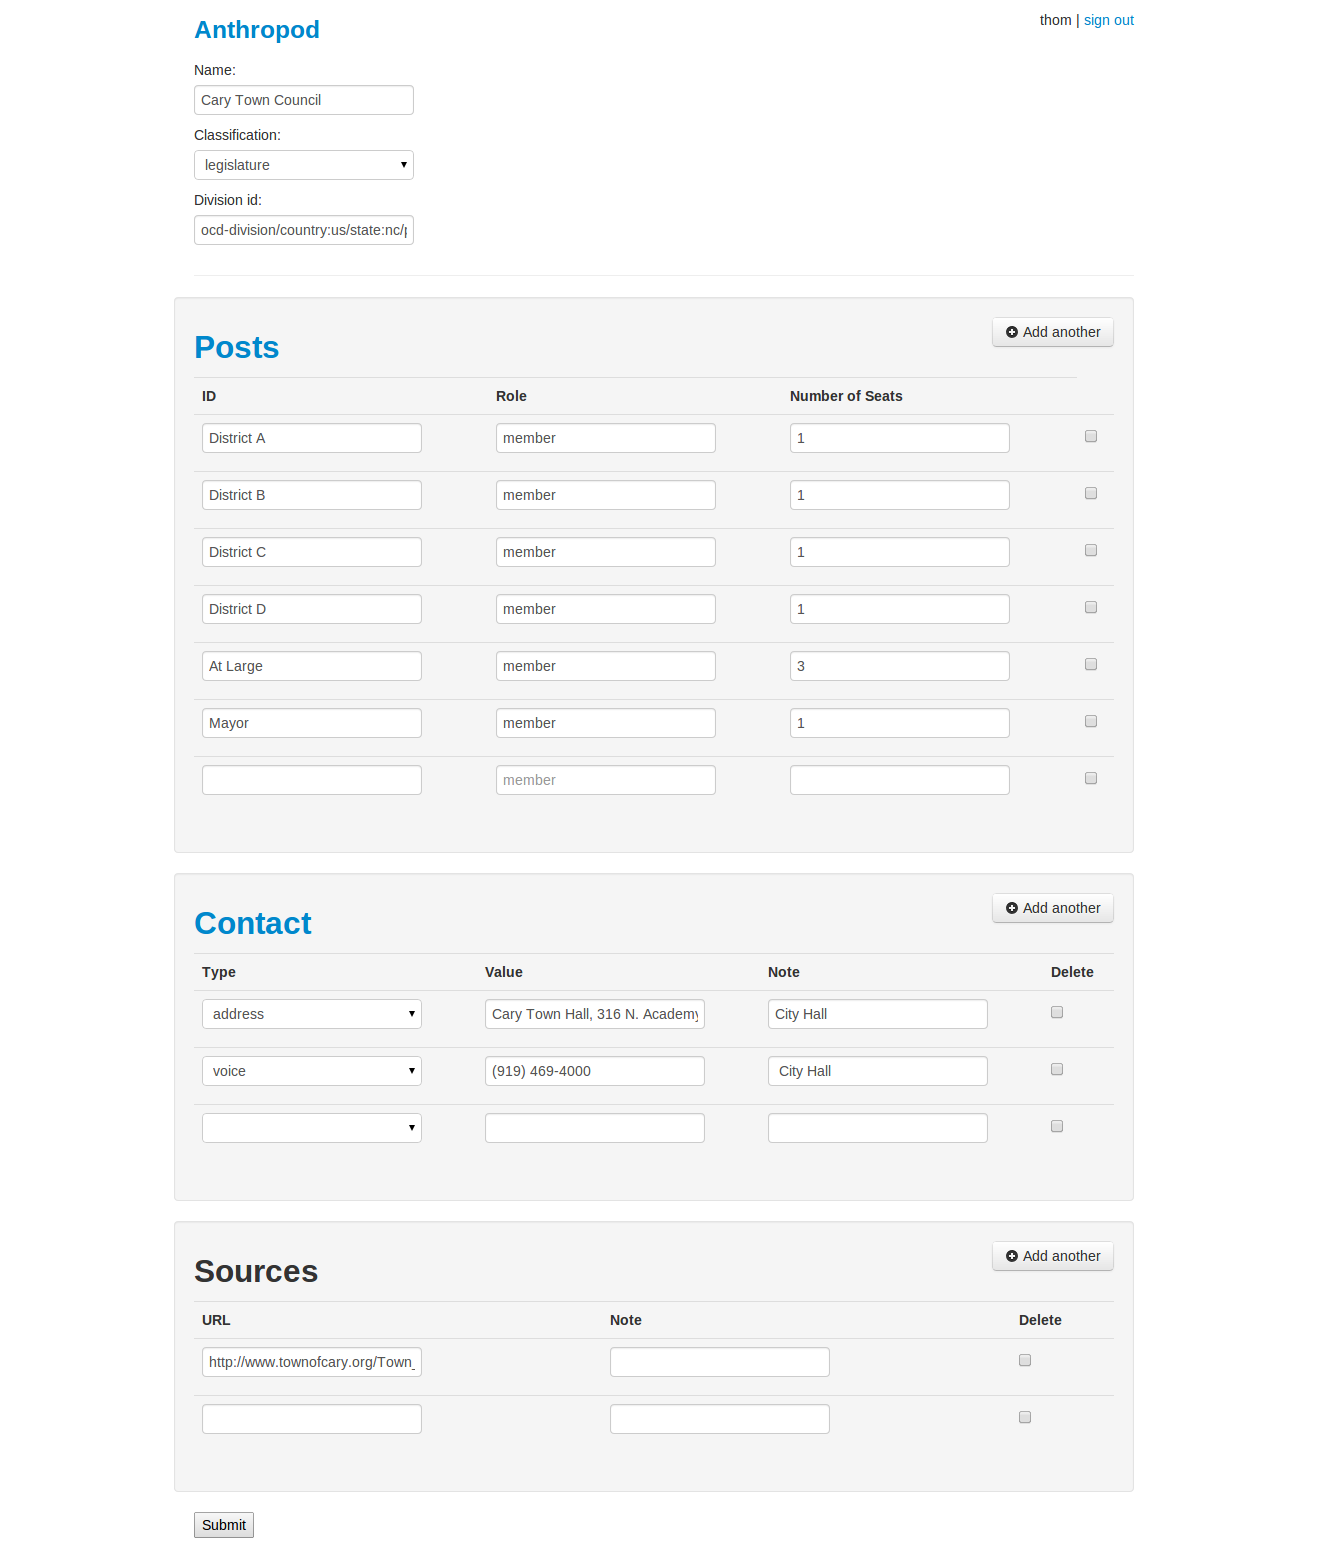 Anthropod
thom | sign out
Name:
Cary Town Council
Classification:
legislature
Division id:
ocd-division/country:us/state:nc/p
Posts
Add another
ID Role Number of Seats
District A member 1
District B member 1
District C member 1
District D member 1
At Large member 3
Mayor member 1
member
Contact
Add another
Type Value Note Delete
address Cary Town Hall, 316 N. Academy City Hall
voice (919) 469-4000 City Hall
Sources
Add another
URL Note Delete
http://www.townofcary.org/Town_
Submit